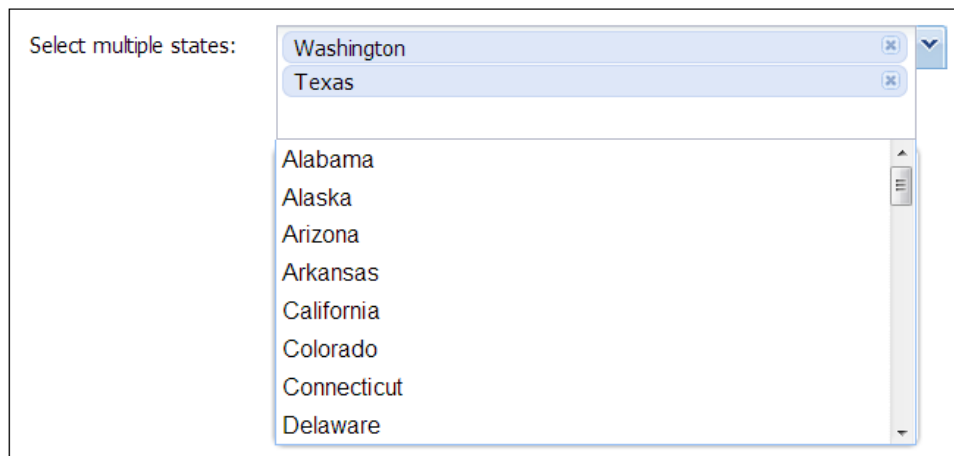 Select multiple states:
Washington
Texas
Alabama
Alaska
Arizona
Arkansas
California
Colorado
Connecticut
Delaware